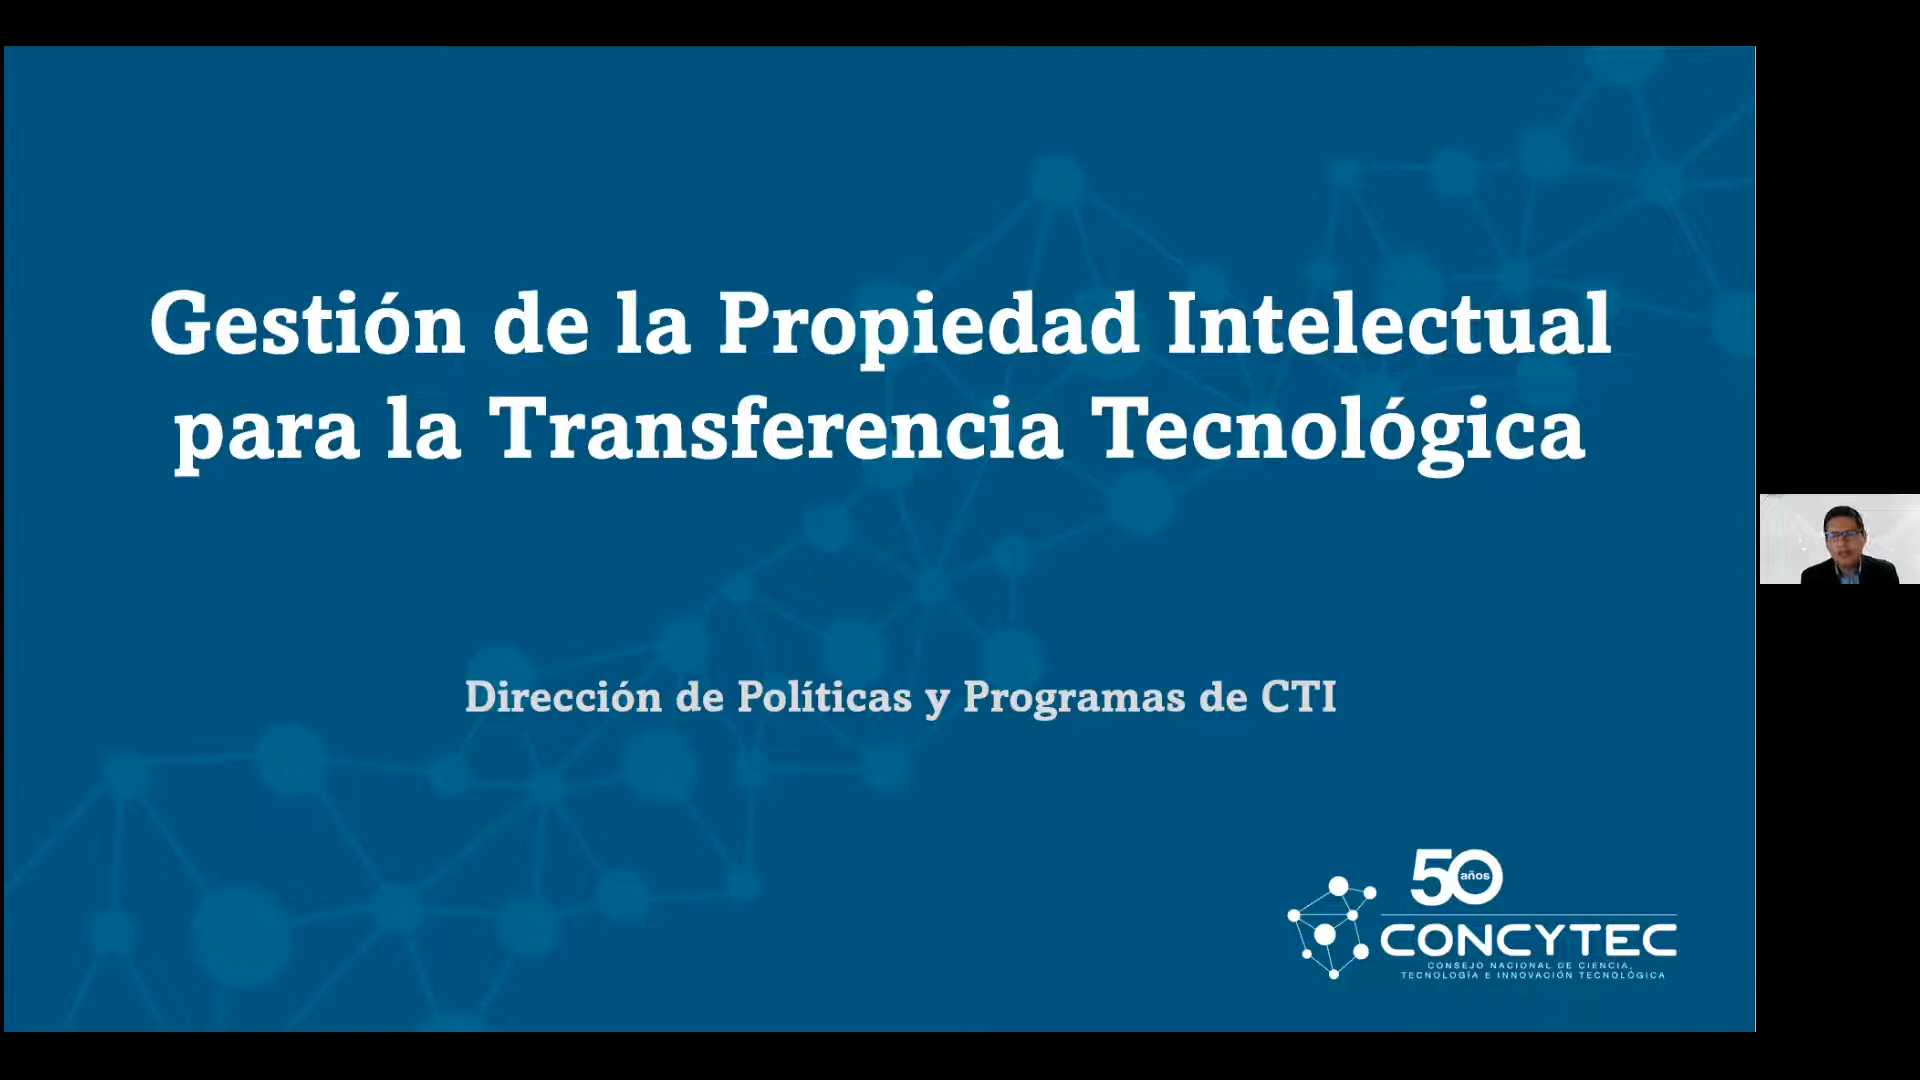 Gestión de la Propiedad Intelectual
para la Transferencia Tecnológica
Dirección de Políticas y Programas de CTI
50
años
CONCYTEC
CONSEJO NACIONAL DE CIENCIA,
TECNOLOGÍA E INNOVACIÓN TECNOLÓGICA